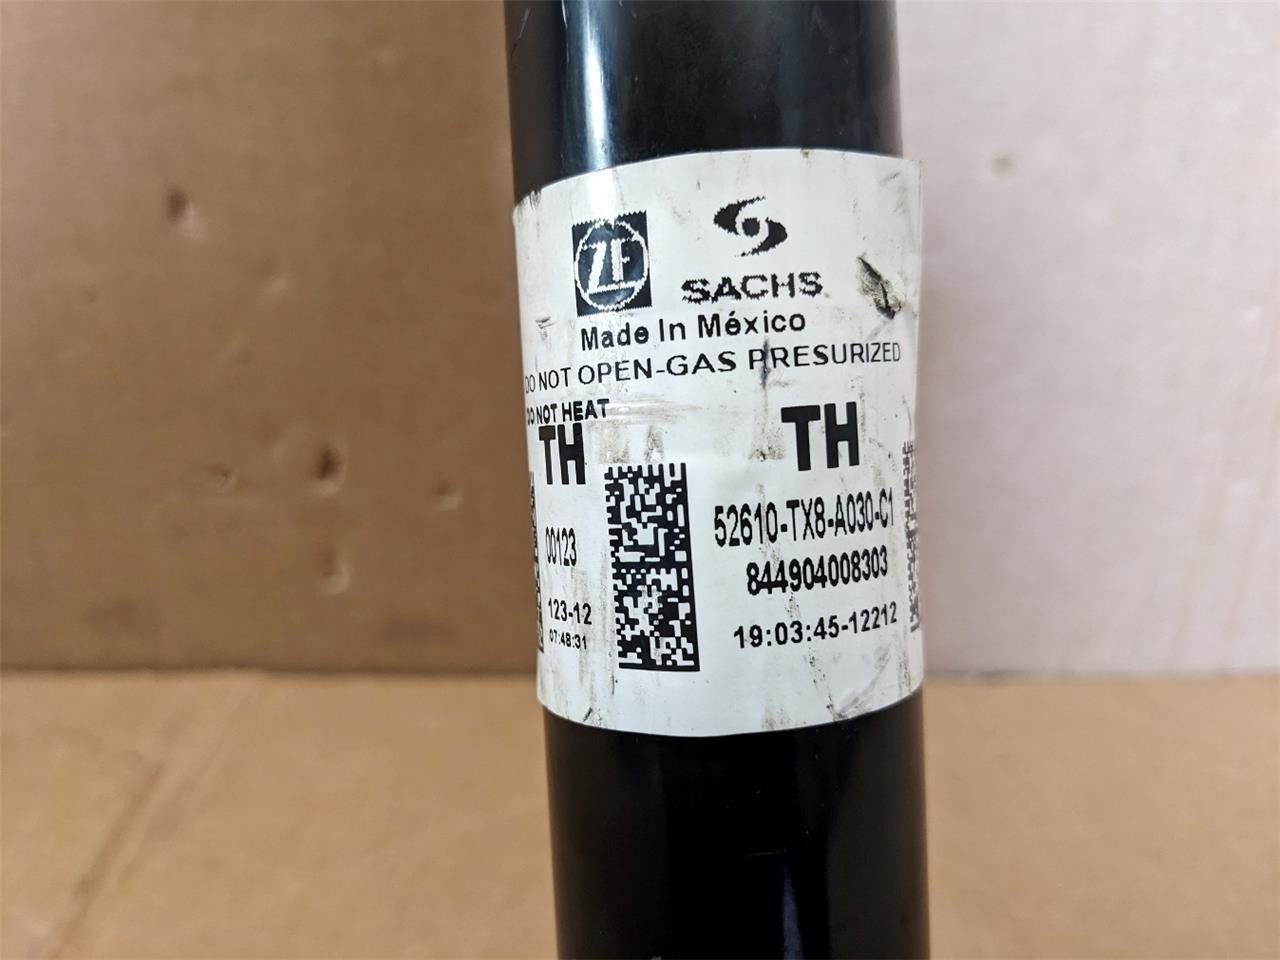 ZF
SACHS
Made In México
DO NOT OPEN-GAS PRESURIZED
DO NOT HEAT
TH
TH
52610-TX8-A030-C1
00123
844904008303
123-12
19:03:45-12212
07:48:31